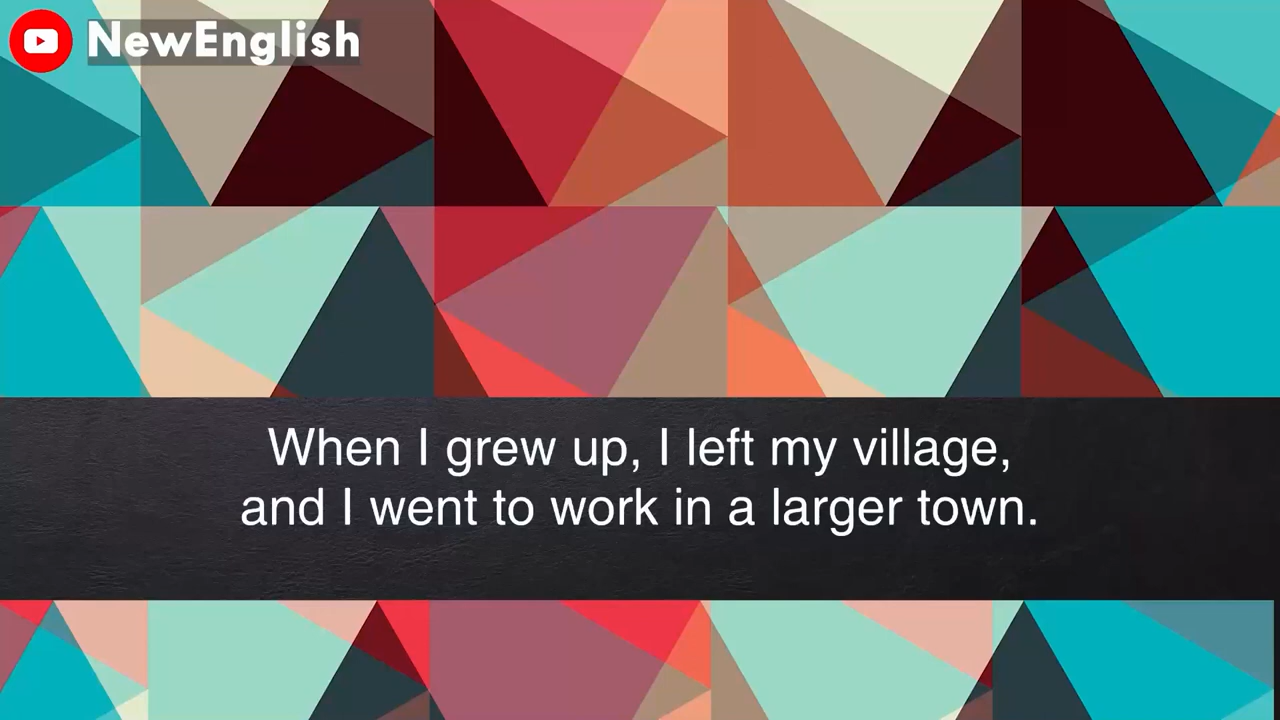 NewEnglish
When I grew up, I left my village,
and I went to work in a larger town.